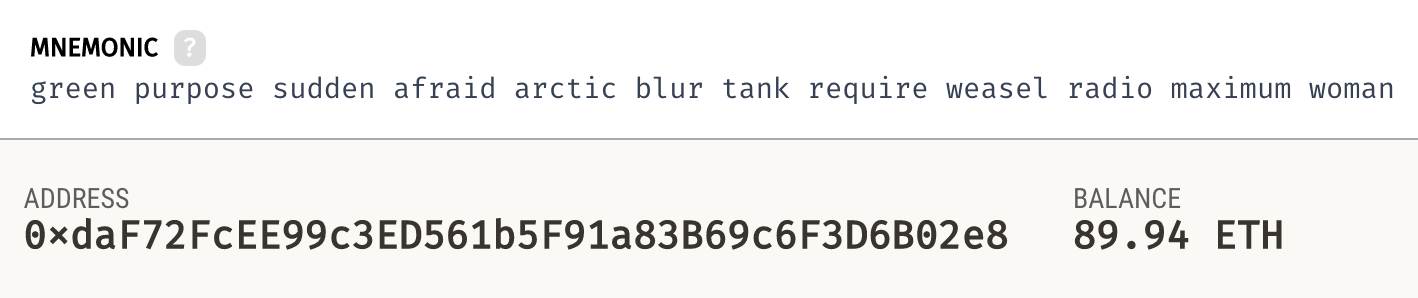 MNEMONIC ?
green purpose sudden afraid arctic blur tank require weasel radio maximum woman
ADDRESS
0×daF72FcEE99c3ED561b5F91a83B69c6F3D6B02e8
BALANCE
89.94 ETH